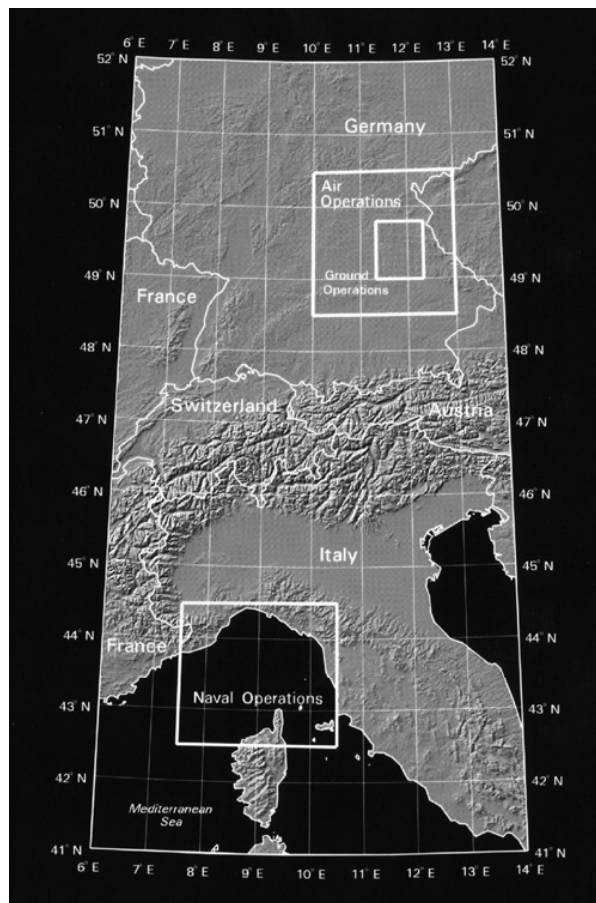 6° E 7° E 8° E 9° E 10° E 11° E 12° E 13° E 14° E
52° N 52° N
51° N 51° N
Germany
Air
Operations
50° N 50° N
Ground
Operations
49° N 49° N
France
48° N 48° N
Switzerland
Austria
47° N 47° N
46° N 46° N
Italy
45° N 45° N
44° N 44° N
France
Naval Operations
43° N 43° N
42° N 42° N
Mediterranean
Sea
41° N 41° N
6° E 7° E 8° E 9° E 10° E 11° E 12° E 13° E 14° E